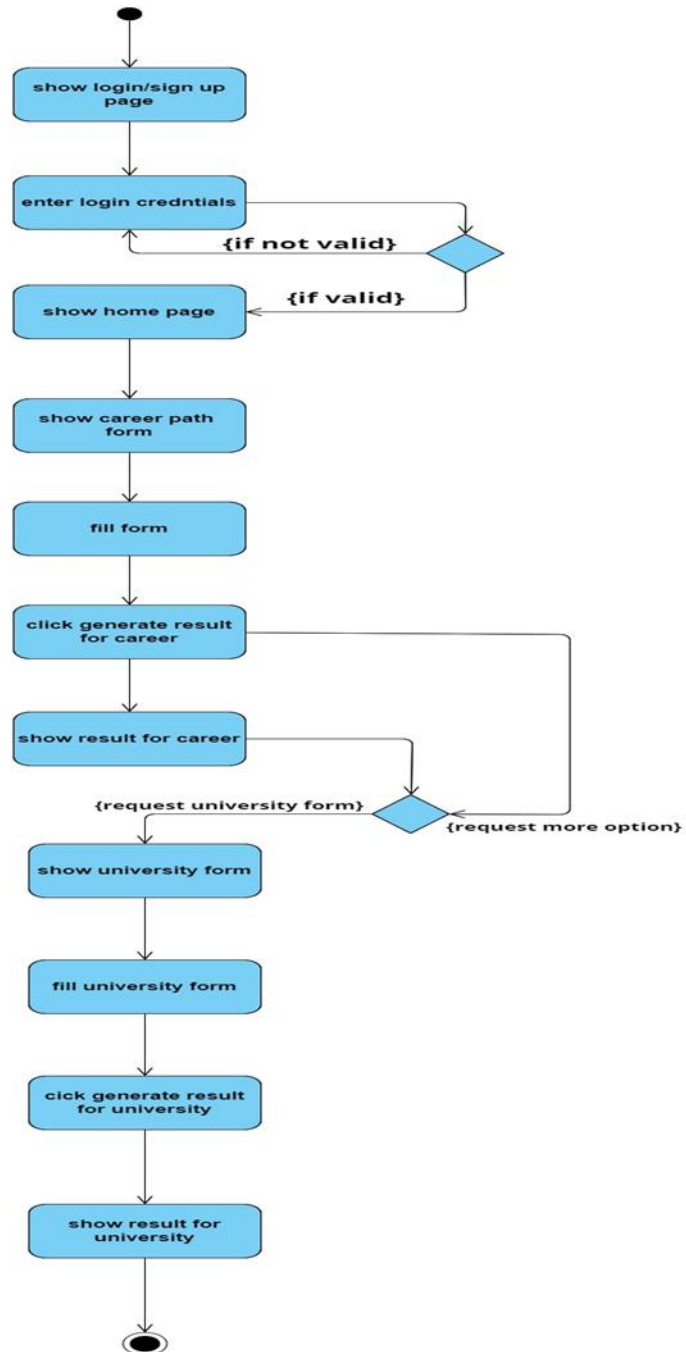 show login/sign up
page
enter login credntials
{if not valid}
{if valid}
show home page
show career path
form
fill form
click generate result
for career
show result for career
{request university form}
{request more option}
show university form
fill university form
cick generate result
for university
show result for
university